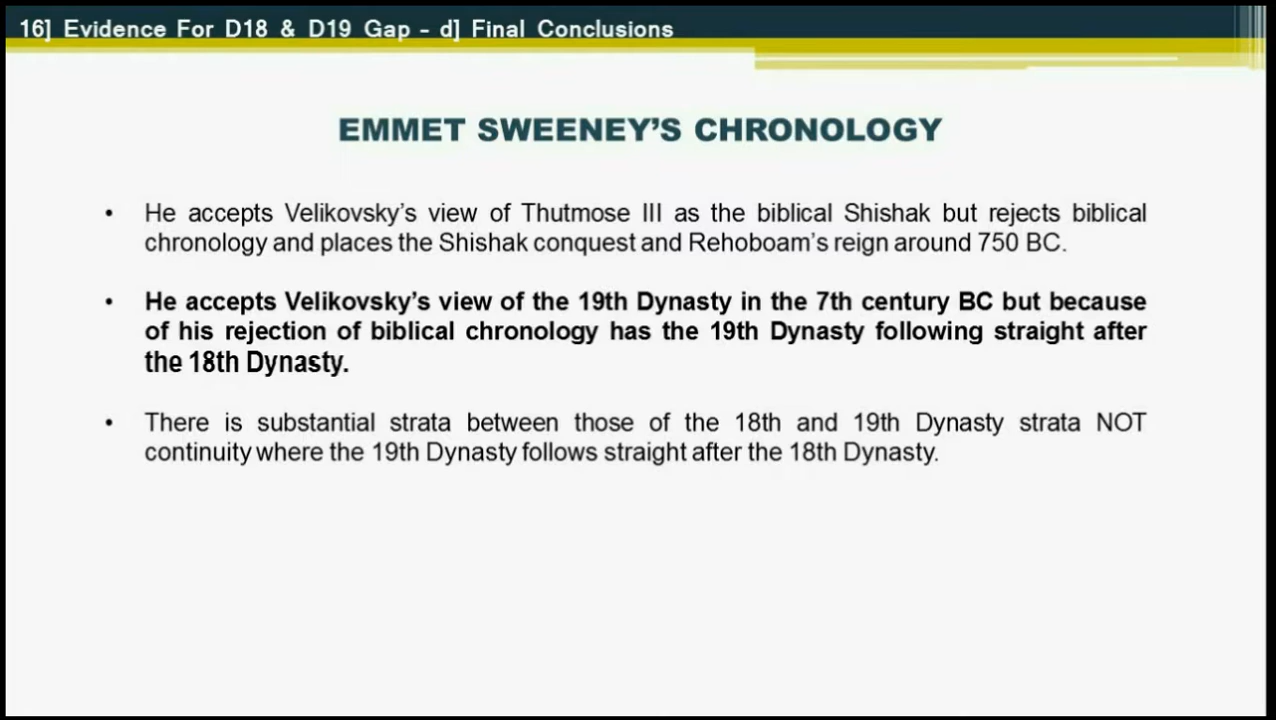 16] Evidence For D18 & D19 Gap - d] Final Conclusions
EMMET SWEENEY'S CHRONOLOGY
• He accepts Velikovsky's view of Thutmose III as the biblical Shishak but rejects biblical
chronology and places the Shishak conquest and Rehoboam's reign around 750 BC.
• He accepts Velikovsky's view of the 19th Dynasty in the 7th century BC but because
of his rejection of biblical chronology has the 19th Dynasty following straight after
the 18th Dynasty.
• There is substantial strata between those of the 18th and 19th Dynasty strata NOT
continuity where the 19th Dynasty follows straight after the 18th Dynasty.